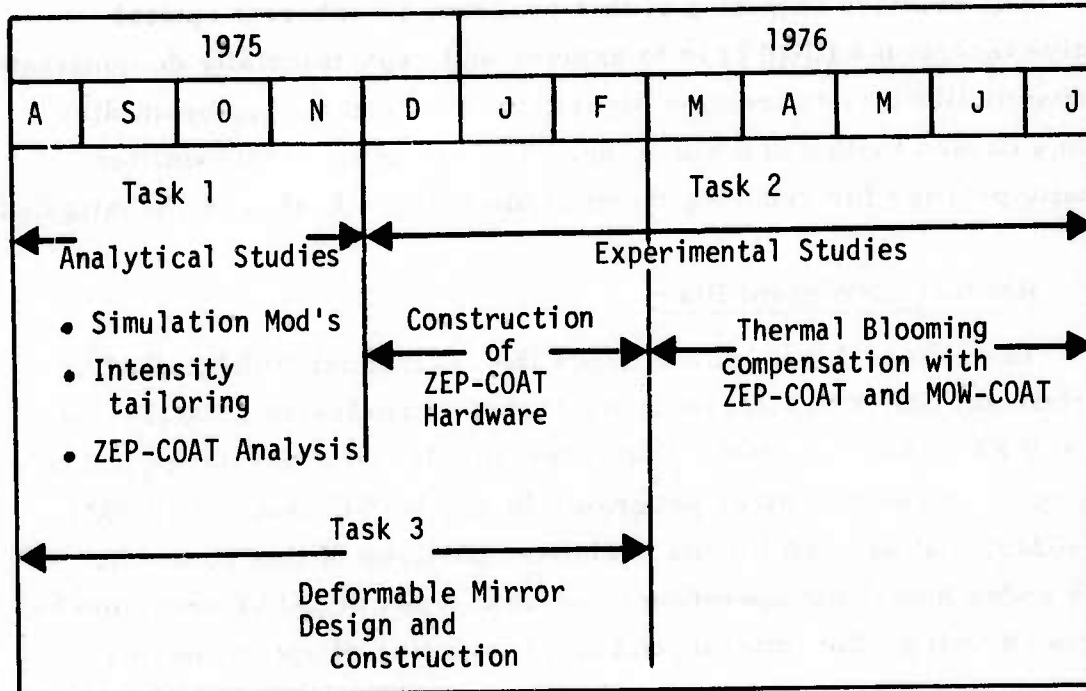 1975 1976
A S O N D J F M A M J J
Task 1
Analytical Studies
• Simulation Mod's
• Intensity
tailoring
• ZEP-COAT Analysis
Task 2
Experimental Studies
Construction
of
ZEP-COAT
Hardware
Thermal Blooming
compensation with
ZEP-COAT and MOW-COAT
Task 3
Deformable Mirror
Design and
construction